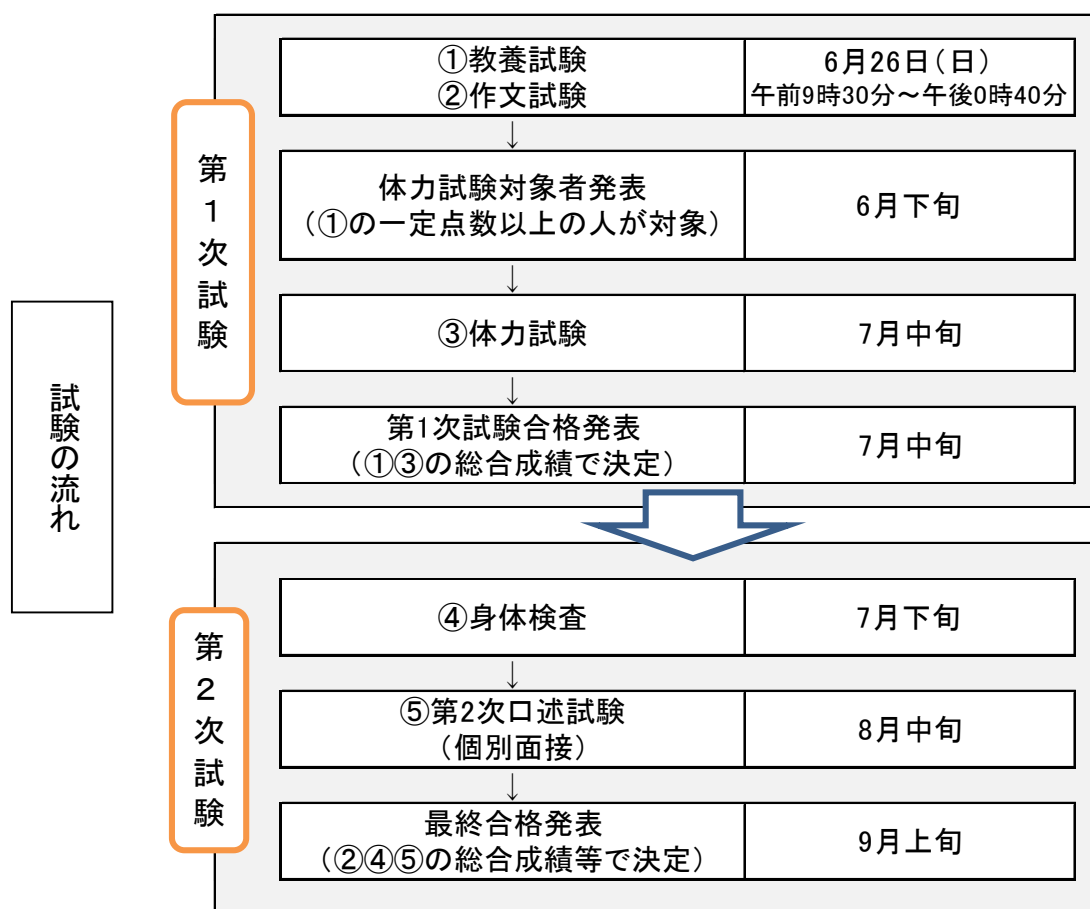 試験の流れ
第1次試験
①教養試験
②作文試験
6月26日(日)
午前9時30分～午後0時40分
↓
体力試験対象者発表
(①の一定点数以上の人が対象)
6月下旬
↓
③体力試験
7月中旬
↓
第1次試験合格発表
(①③の総合成績で決定)
7月中旬
第2次試験
④身体検査
7月下旬
↓
⑤第2次口述試験
(個別面接)
8月中旬
↓
最終合格発表
(②④⑤の総合成績等で決定)
9月上旬